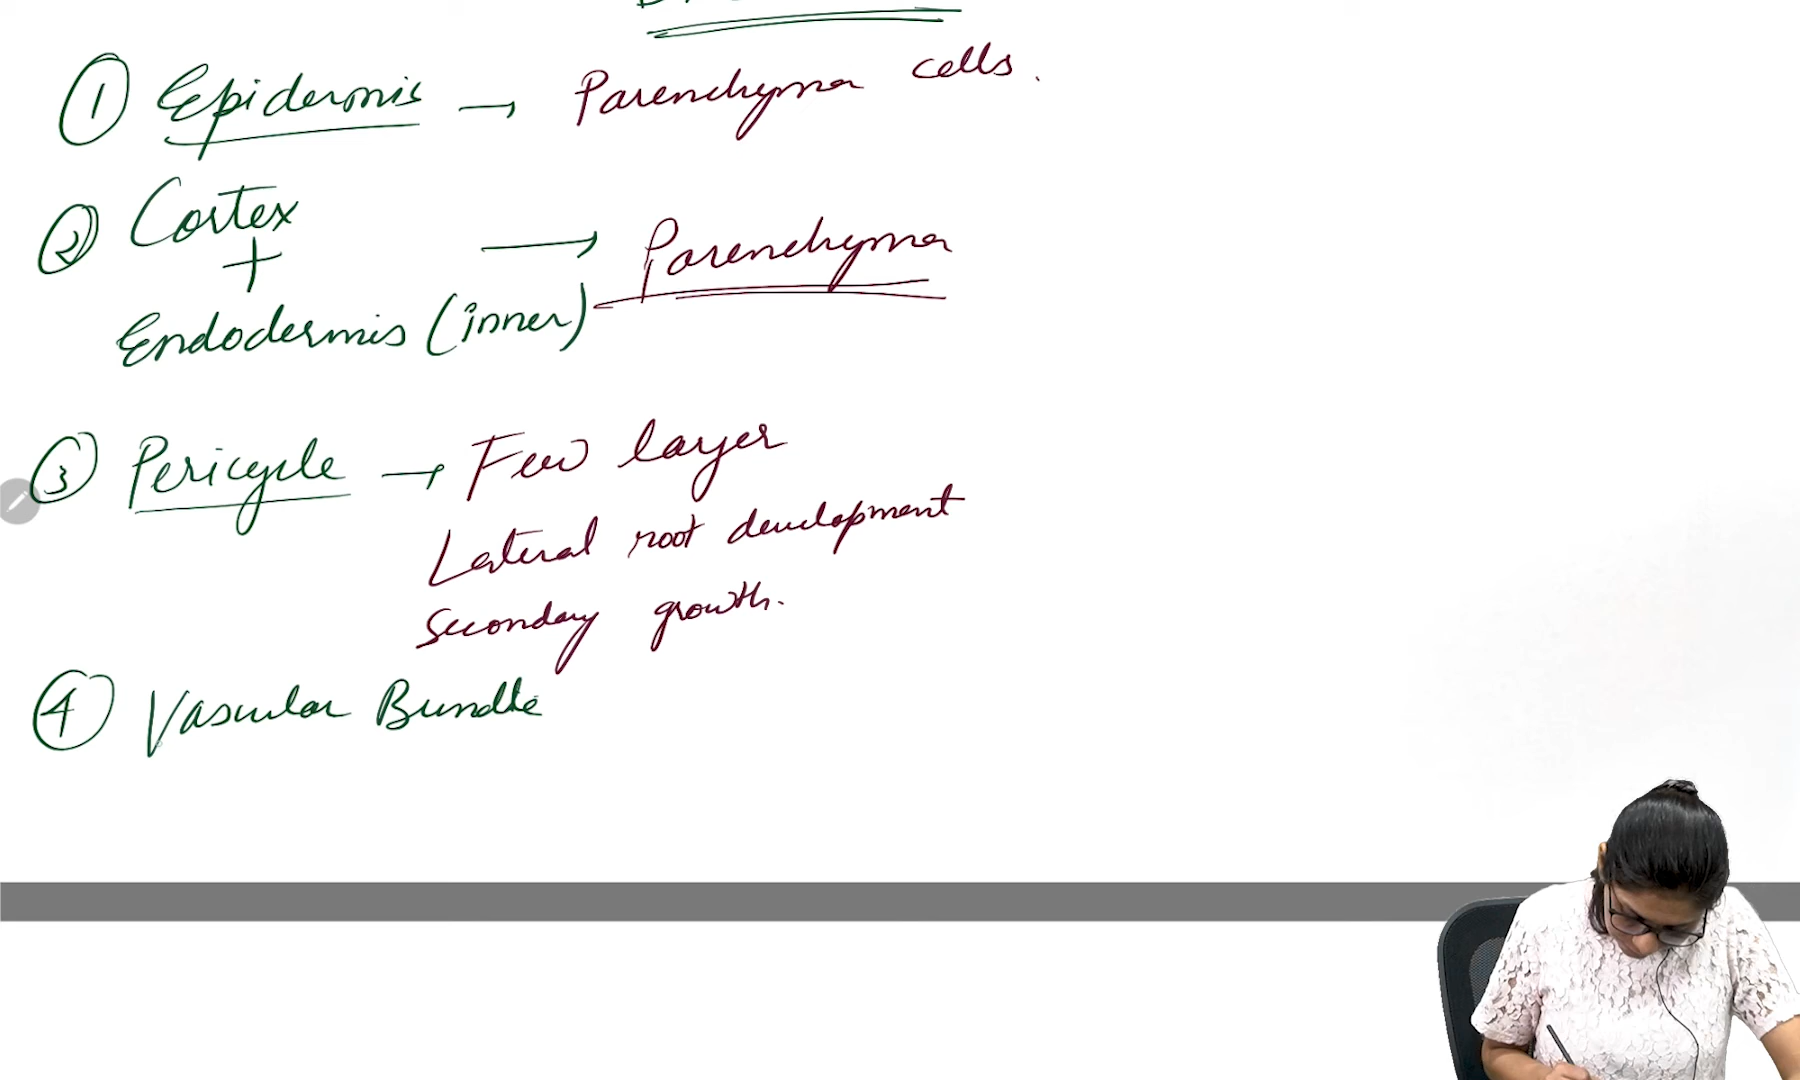 ① Epidermis → Parenchyma cells.
② Cortex
+
Endodermis (inner) → Parenchyma
③ Pericycle → Few layer
Lateral root development
Secondary growth.
④ Vascular Bundle